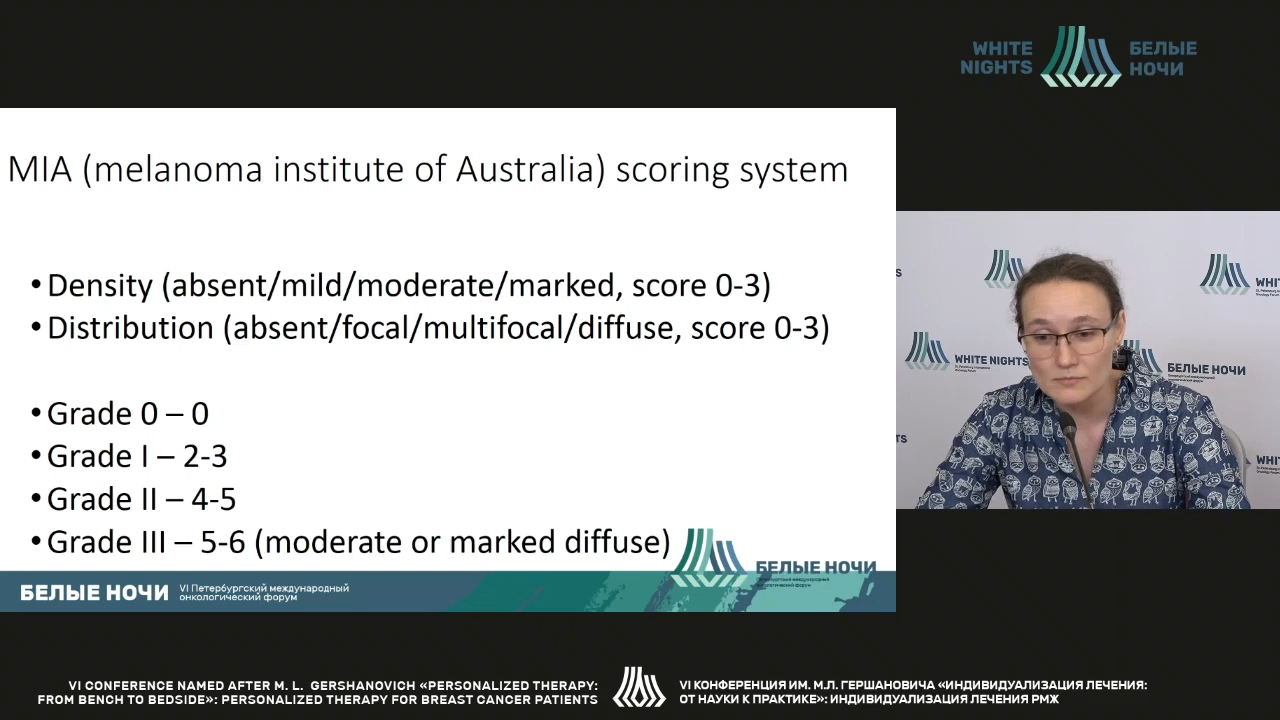 WHITE
NIGHTS
БЕЛЫЕ
НОЧИ
MIA (melanoma institute of Australia) scoring system
• Density (absent/mild/moderate/marked, score 0-3)
• Distribution (absent/focal/multifocal/diffuse, score 0-3)
• Grade 0 – 0
• Grade I – 2-3
• Grade II – 4-5
• Grade III – 5-6 (moderate or marked diffuse)
БЕЛЫЕ НОЧИ
БЕЛЫЕ НОЧИ
VI Петербургский международный
онкологический форум
WHITE NIGHTS
БЕЛЫЕ НОЧИ
VI CONFERENCE NAMED AFTER M. L. GERSHANOVICH «PERSONALIZED THERAPY:
FROM BENCH TO BEDSIDE»: PERSONALIZED THERAPY FOR BREAST CANCER PATIENTS
VI КОНФЕРЕНЦИЯ ИМ. М.Л. ГЕРШАНОВИЧА «ИНДИВИДУАЛИЗАЦИЯ ЛЕЧЕНИЯ:
ОТ НАУКИ К ПРАКТИКЕ»: ИНДИВИДУАЛИЗАЦИЯ ЛЕЧЕНИЯ РМЖ